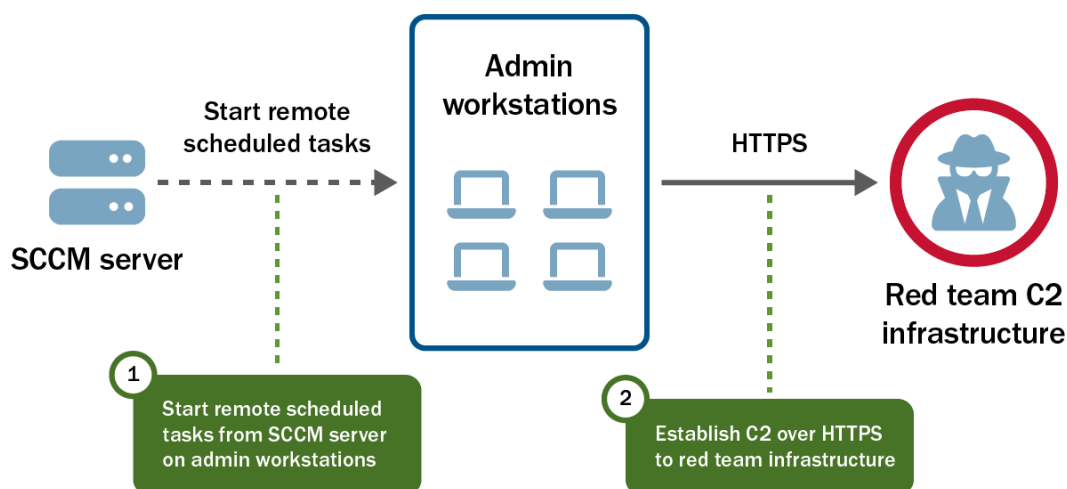 Start remote
scheduled tasks
SCCM server
Admin
workstations
HTTPS
Red team C2
infrastructure
1
Start remote scheduled
tasks from SCCM server
on admin workstations
2
Establish C2 over HTTPS
to red team infrastructure